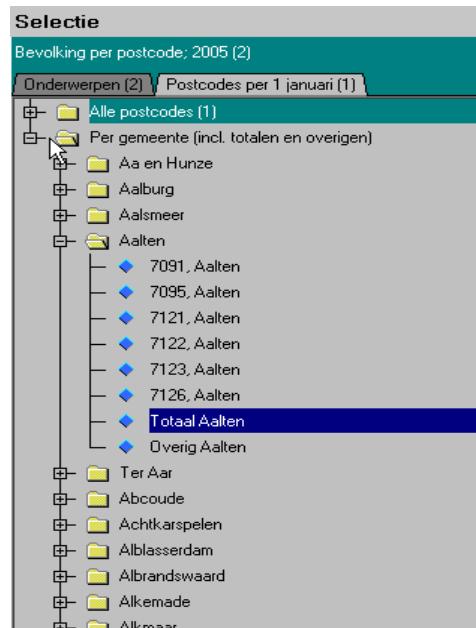 Selectie
Bevolking per postcode; 2005 (2)
Onderwerpen (2) Postcodes per 1 januari (1)
Alle postcodes (1)
Per gemeente (incl. totalen en overigen)
Aa en Hunze
Aalburg
Aalsmeer
Aalten
7091, Aalten
7095, Aalten
7121, Aalten
7122, Aalten
7123, Aalten
7126, Aalten
Totaal Aalten
Overig Aalten
Ter Aar
Abcoude
Achtkarspelen
Alblasserdam
Albrandswaard
Alkemade
Alkmaar